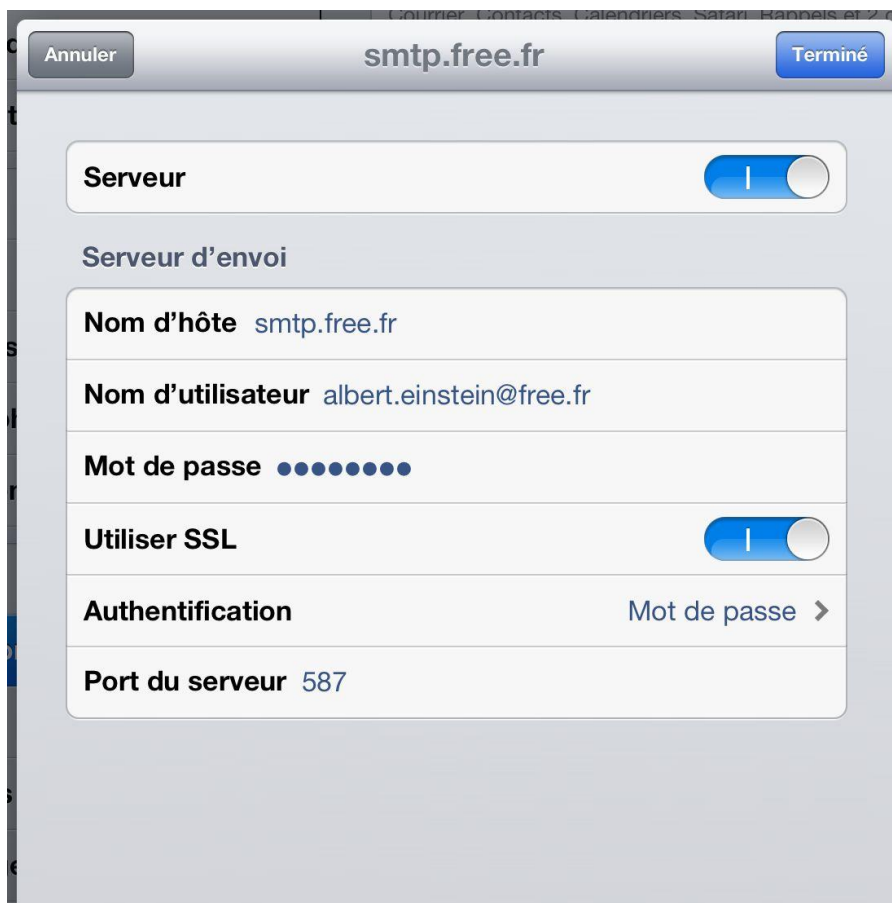 Courrier, Contacts, Calendriers, Safari, Rappels et 2
Annuler
smtp.free.fr
Terminé
Serveur
Serveur d’envoi
Nom d’hôte smtp.free.fr
Nom d’utilisateur albert.einstein@free.fr
Mot de passe ●●●●●●●●
Utiliser SSL
Authentification Mot de passe
Port du serveur 587